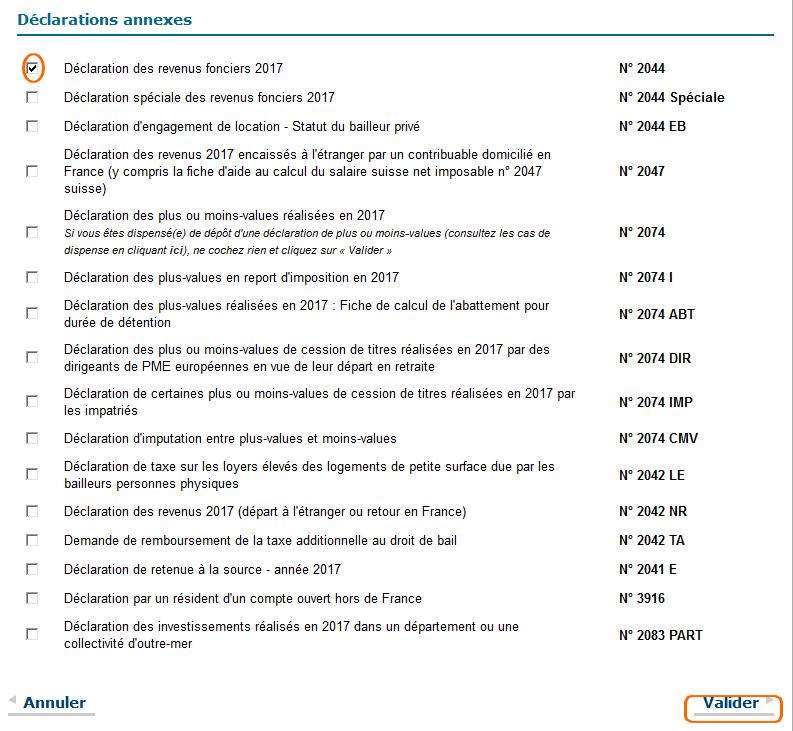 Déclarations annexes
Déclaration des revenus fonciers 2017 N° 2044
Déclaration spéciale des revenus fonciers 2017 N° 2044 Spéciale
Déclaration d'engagement de location - Statut du bailleur privé N° 2044 EB
Déclaration des revenus 2017 encaissés à l'étranger par un contribuable domicilié en
France (y compris la fiche d'aide au calcul du salaire suisse net imposable n° 2047 N° 2047
suisse)
Déclaration des plus ou moins-values réalisées en 2017
Si vous êtes dispensé(e) de dépôt d'une déclaration de plus ou moins-values (consultez les cas de N° 2074
dispense en cliquant ici), ne cochez rien et cliquez sur « Valider »
Déclaration des plus-values en report d'imposition en 2017 N° 2074 I
Déclaration des plus-values réalisées en 2017 : Fiche de calcul de l'abattement pour N° 2074 ABT
durée de détention
Déclaration des plus ou moins-values de cession de titres réalisées en 2017 par des N° 2074 DIR
dirigeants de PME européennes en vue de leur départ en retraite
Déclaration de certaines plus ou moins-values de cession de titres réalisées en 2017 par N° 2074 IMP
les impatriés
Déclaration d'imputation entre plus-values et moins-values N° 2074 CMV
Déclaration de taxe sur les loyers élevés des logements de petite surface due par les N° 2042 LE
bailleurs personnes physiques
Déclaration des revenus 2017 (départ à l'étranger ou retour en France) N° 2042 NR
Demande de remboursement de la taxe additionnelle au droit de bail N° 2042 TA
Déclaration de retenue à la source - année 2017 N° 2041 E
Déclaration par un résident d'un compte ouvert hors de France N° 3916
Déclaration des investissements réalisés en 2017 dans un département ou une N° 2083 PART
collectivité d'outre-mer
Annuler Valider